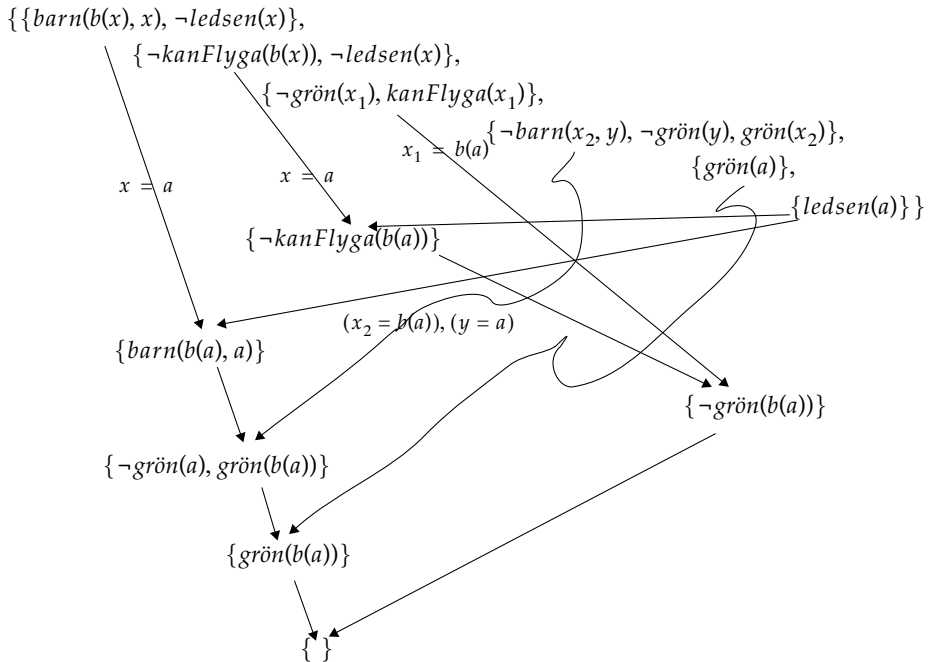 {{barn(b(x), x), ¬ledsen(x)},
{¬kanFlyga(b(x)), ¬ledsen(x)},
{¬grön(x₁), kanFlyga(x₁)},
{¬barn(x₂, y), ¬grön(y), grön(x₂)},
x₁ = b(a)
{grön(a)},
x = a
x = a
{ledsen(a)}}
{¬kanFlyga(b(a))}
(x₂ = b(a)), (y = a)
{barn(b(a), a)}
{¬grön(b(a))}
{¬grön(a), grön(b(a))}
{grön(b(a))}
{ }